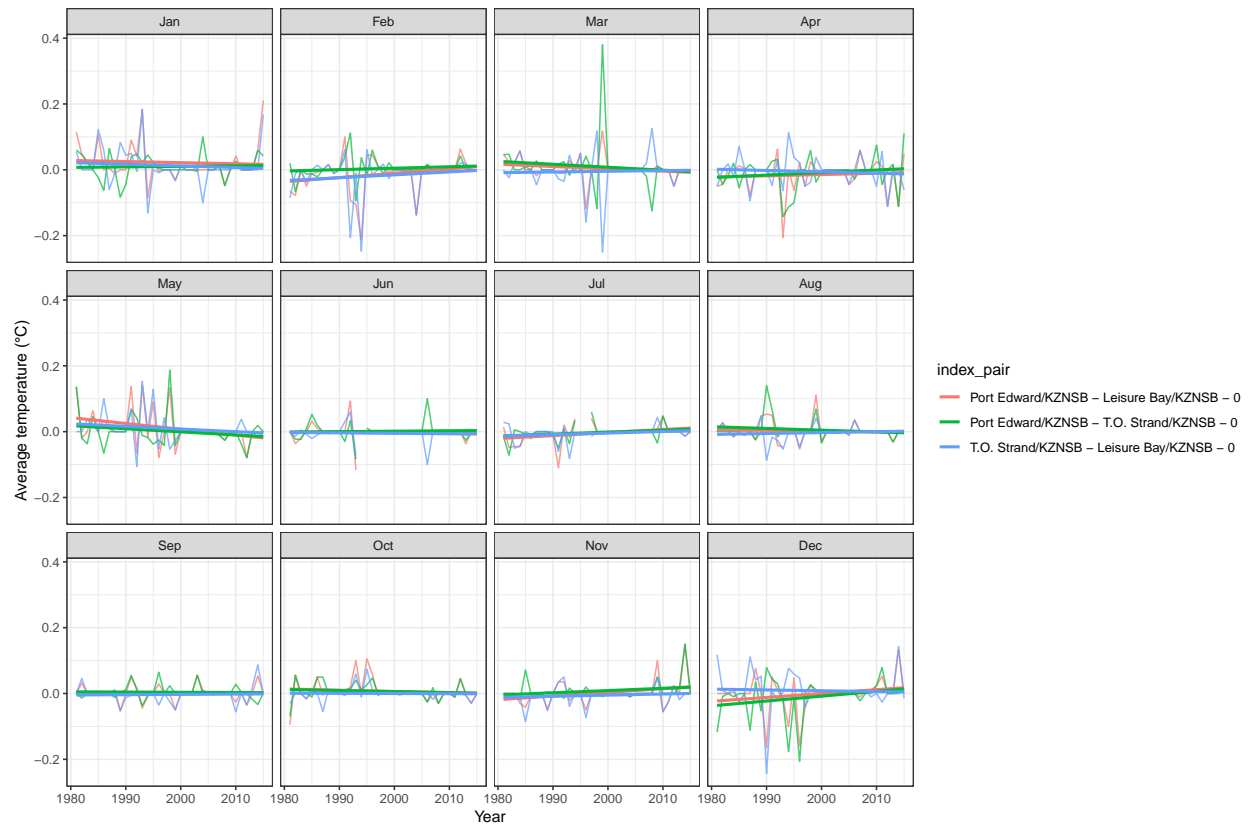 Jan Feb Mar Apr
0.4
0.2
0.0
−0.2
May Jun Jul Aug
0.4
0.2
0.0
−0.2
Sep Oct Nov Dec
0.4
0.2
0.0
−0.2
1980 1990 2000 2010 1980 1990 2000 2010 1980 1990 2000 2010 1980 1990 2000 2010
Year
Average temperature (°C)
index_pair
Port Edward/KZNSB − Leisure Bay/KZNSB − 0
Port Edward/KZNSB − T.O. Strand/KZNSB − 0
T.O. Strand/KZNSB − Leisure Bay/KZNSB − 0